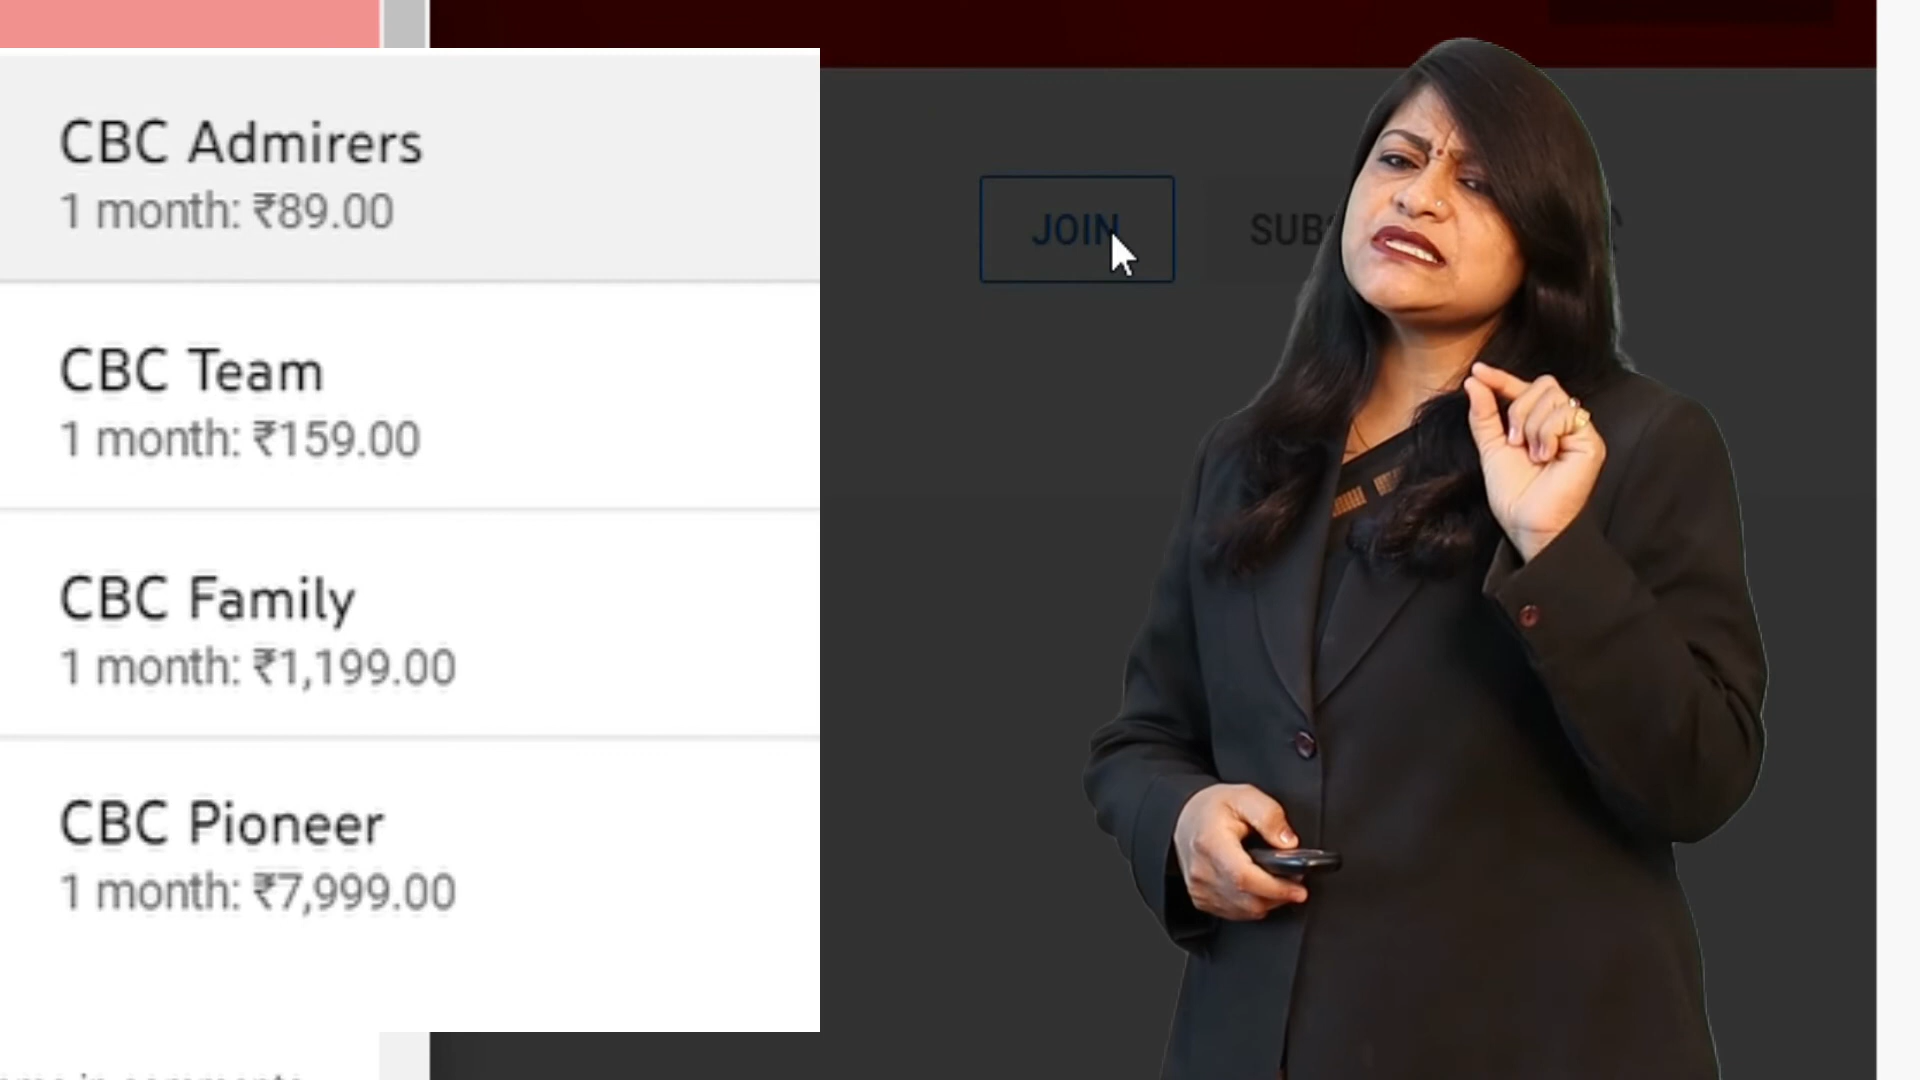 CBC Admirers
1 month: ₹89.00
CBC Team
1 month: ₹159.00
CBC Family
1 month: ₹1,199.00
CBC Pioneer
1 month: ₹7,999.00
JOIN